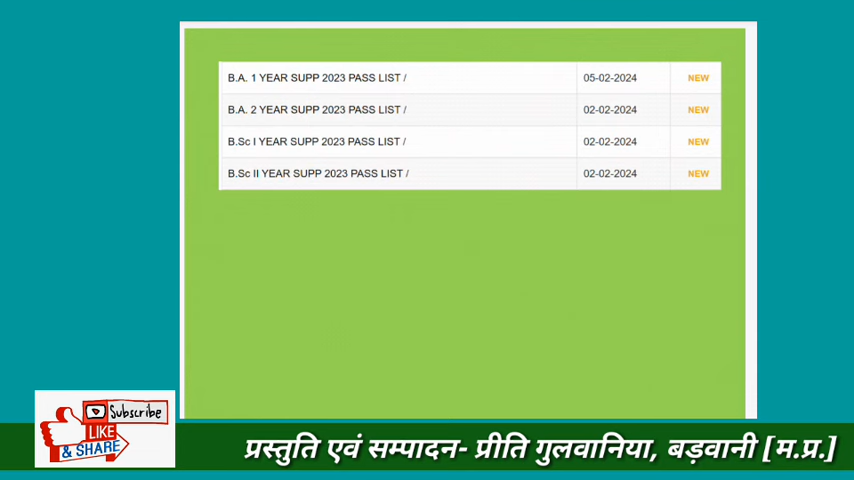 B.A. 1 YEAR SUPP 2023 PASS LIST / 05-02-2024 NEW
B.A. 2 YEAR SUPP 2023 PASS LIST / 02-02-2024 NEW
B.Sc I YEAR SUPP 2023 PASS LIST / 02-02-2024 NEW
B.Sc II YEAR SUPP 2023 PASS LIST / 02-02-2024 NEW
Subscribe
LIKE
& SHARE
प्रस्तुति एवं सम्पादन- प्रीति गुलवानिया, बड़वानी [म.प्र.]